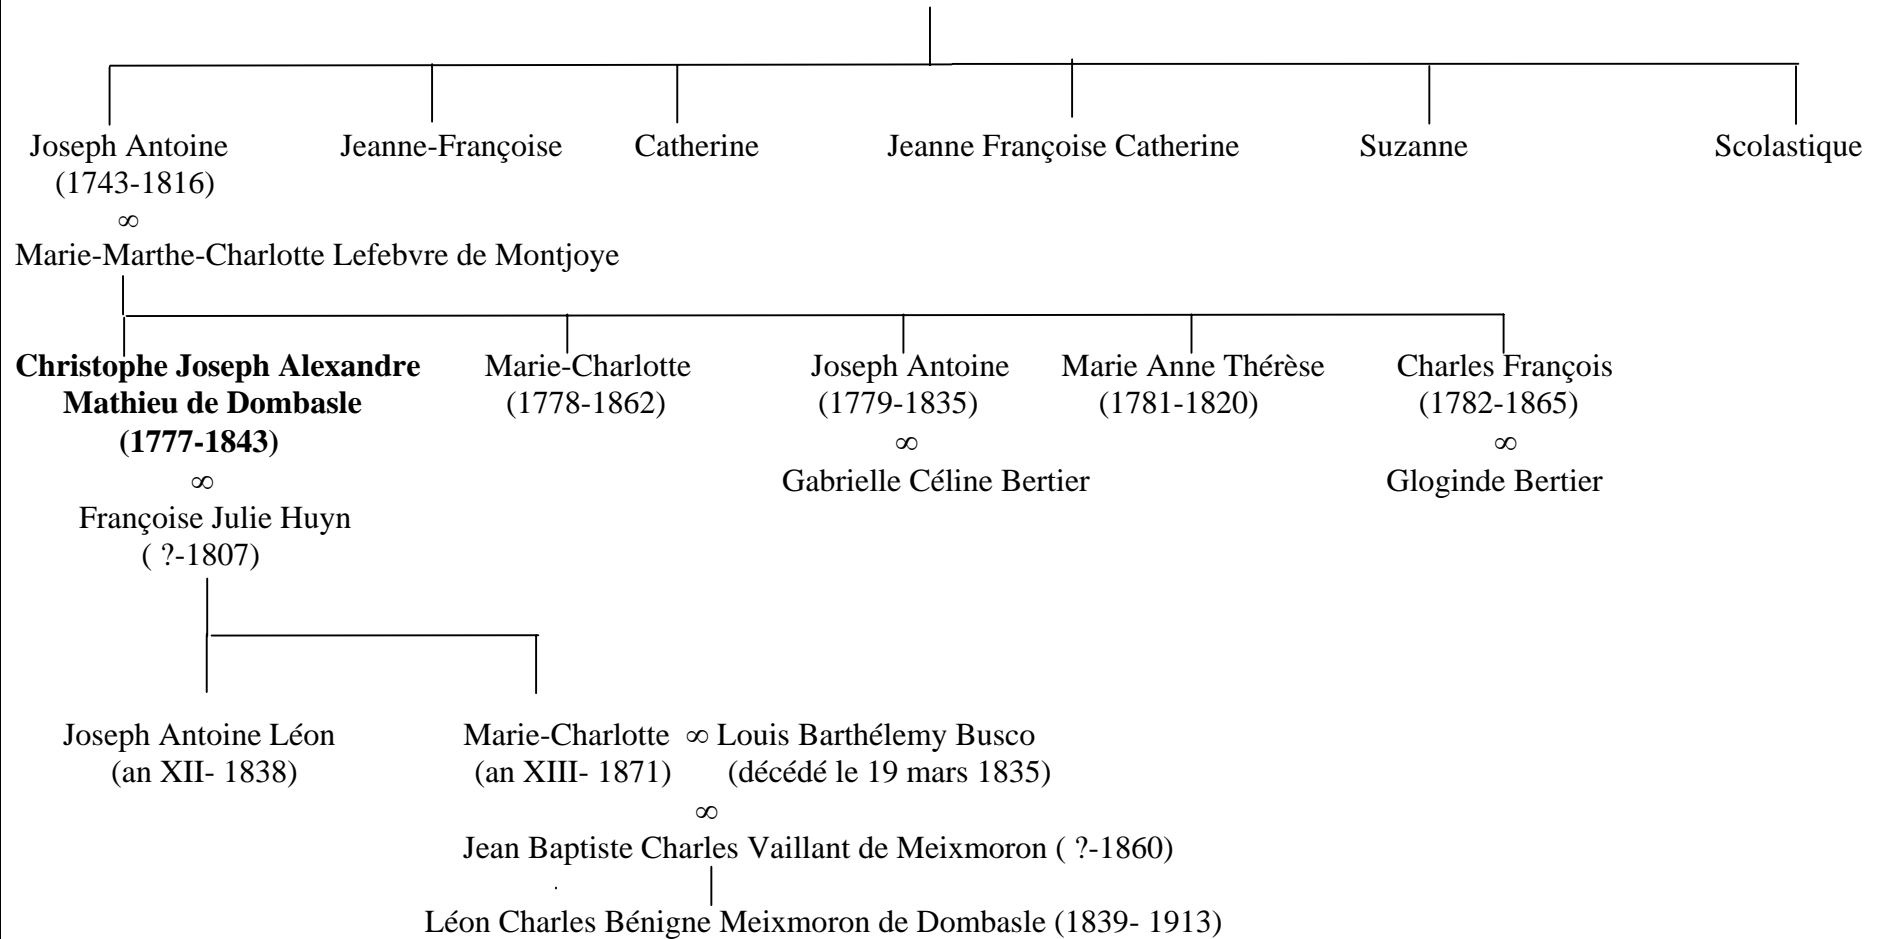 Joseph Antoine Jeanne-Françoise Catherine Jeanne Françoise Catherine Suzanne Scolastique
(1743-1816)
∞
Marie-Marthe-Charlotte Lefebvre de Montjoye
Christophe Joseph Alexandre Marie-Charlotte Joseph Antoine Marie Anne Thérèse Charles François
Mathieu de Dombasle (1778-1862) (1779-1835) (1781-1820) (1782-1865)
(1777-1843) ∞ ∞
∞ Gabrielle Céline Bertier Gloginde Bertier
Françoise Julie Huyn
( ?-1807)
Joseph Antoine Léon Marie-Charlotte ∞ Louis Barthélemy Busco
(an XII- 1838) (an XIII- 1871) (décédé le 19 mars 1835)
∞
Jean Baptiste Charles Vaillant de Meixmoron ( ?-1860)
Léon Charles Bénigne Meixmoron de Dombasle (1839- 1913)